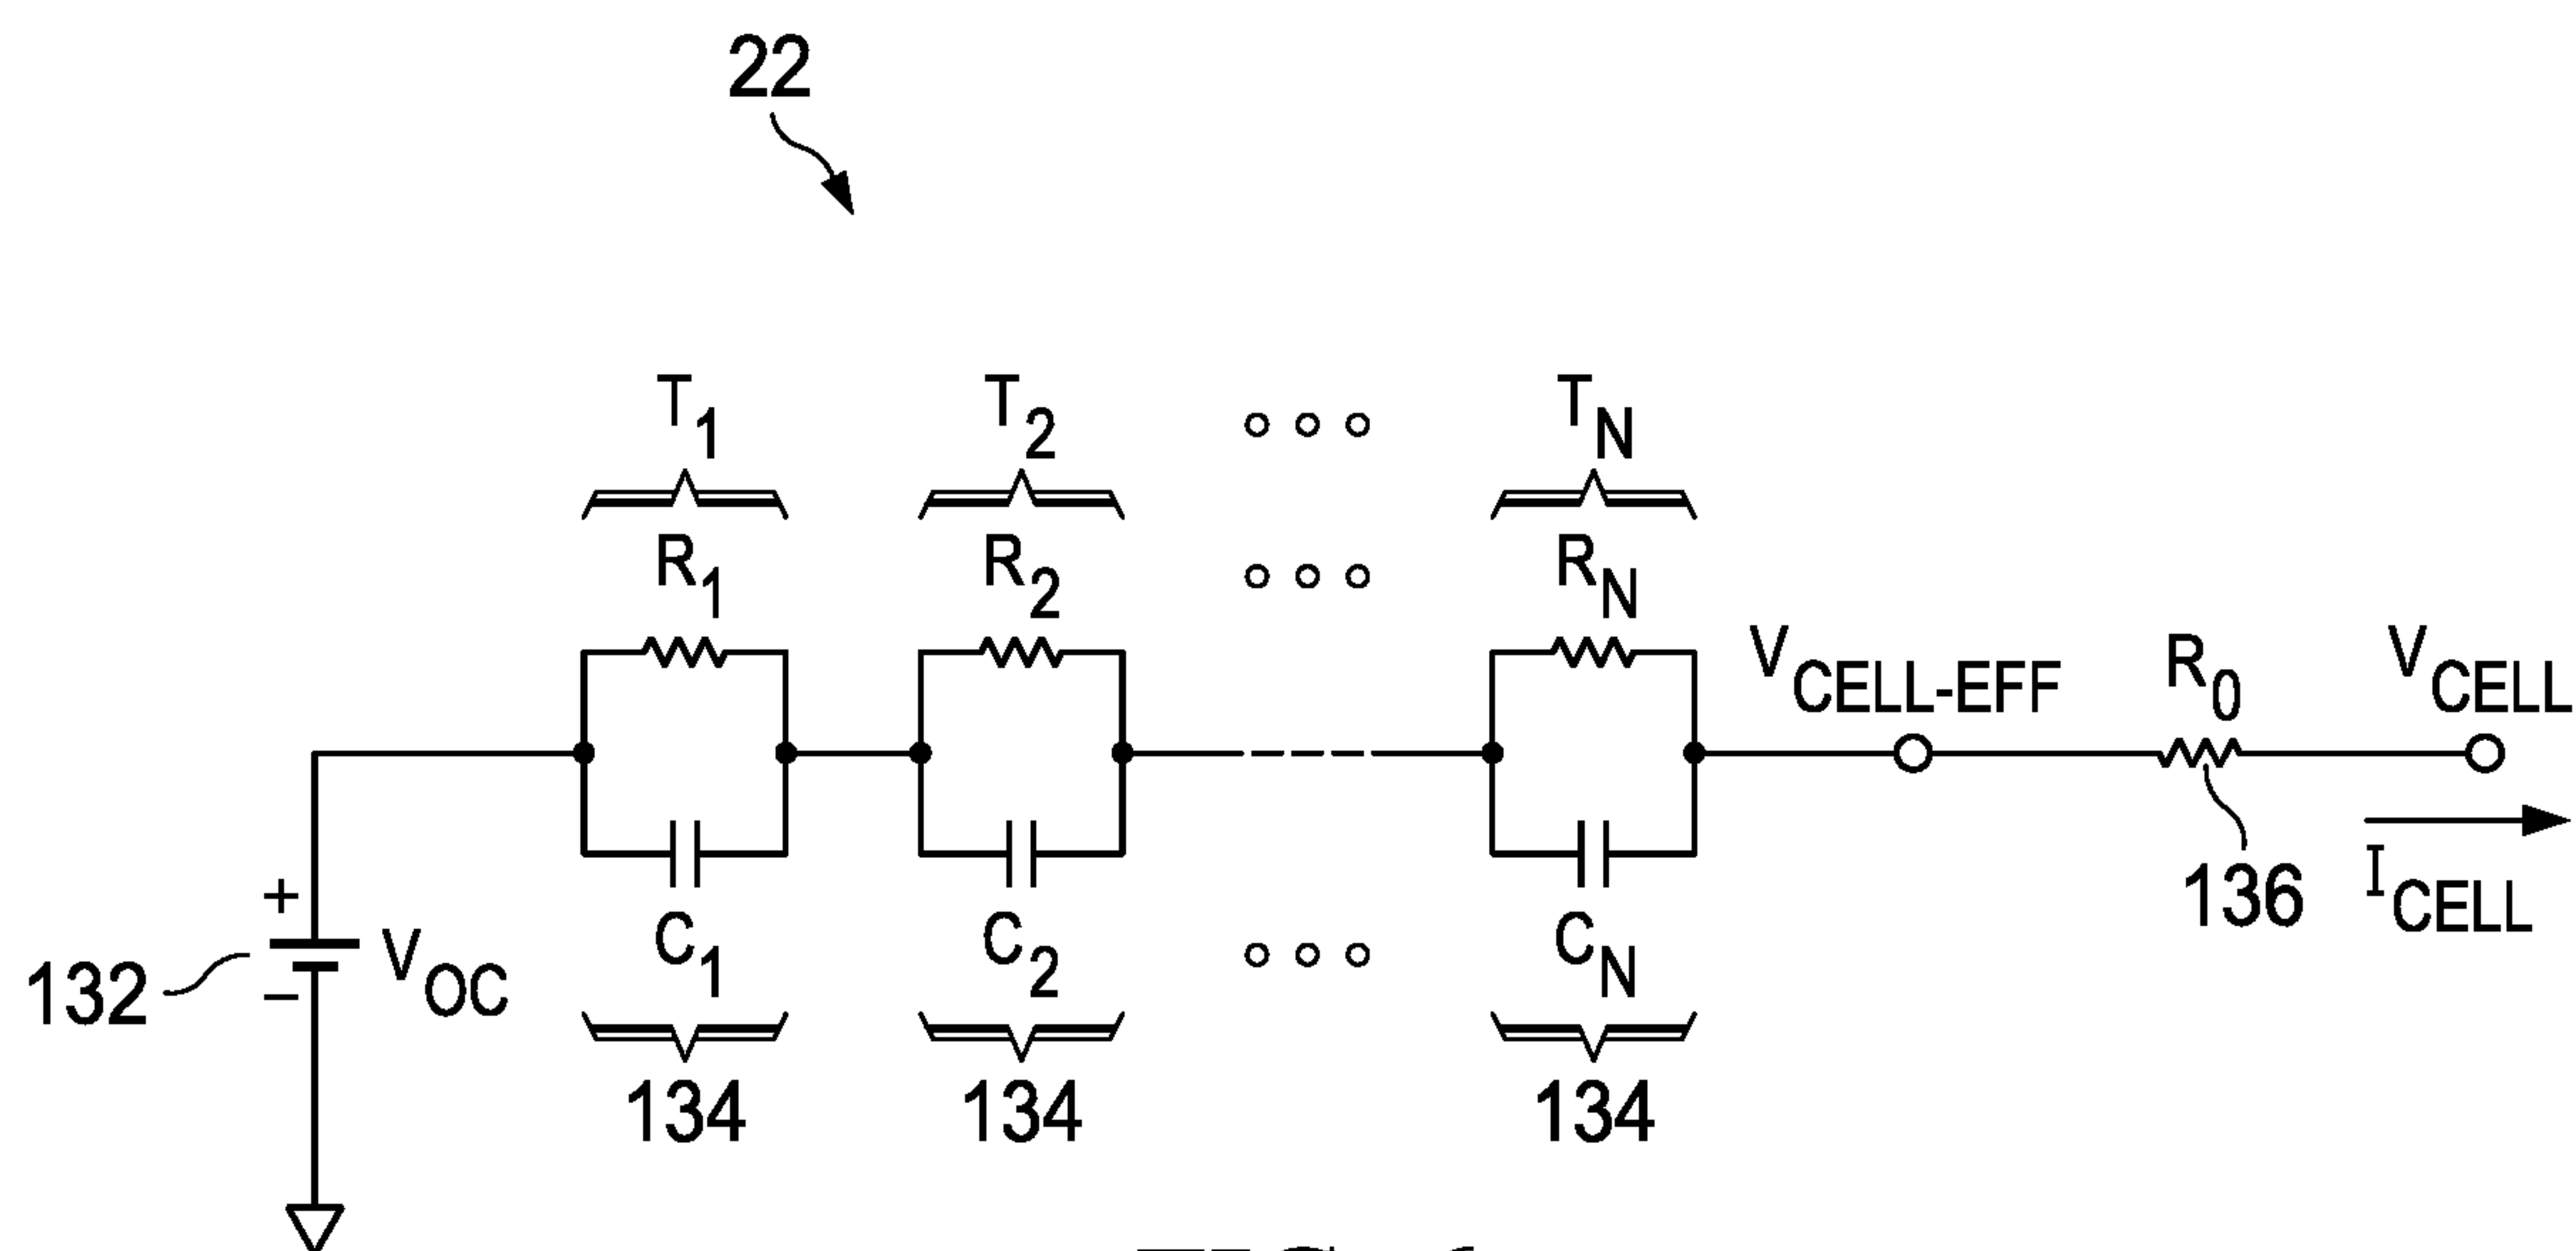 22
T1 T2 TN
R1 R2 RN
VCELL-EFF R0 VCELL
+
132 − VOC C1 C2 CN 136 ICELL
134 134 134